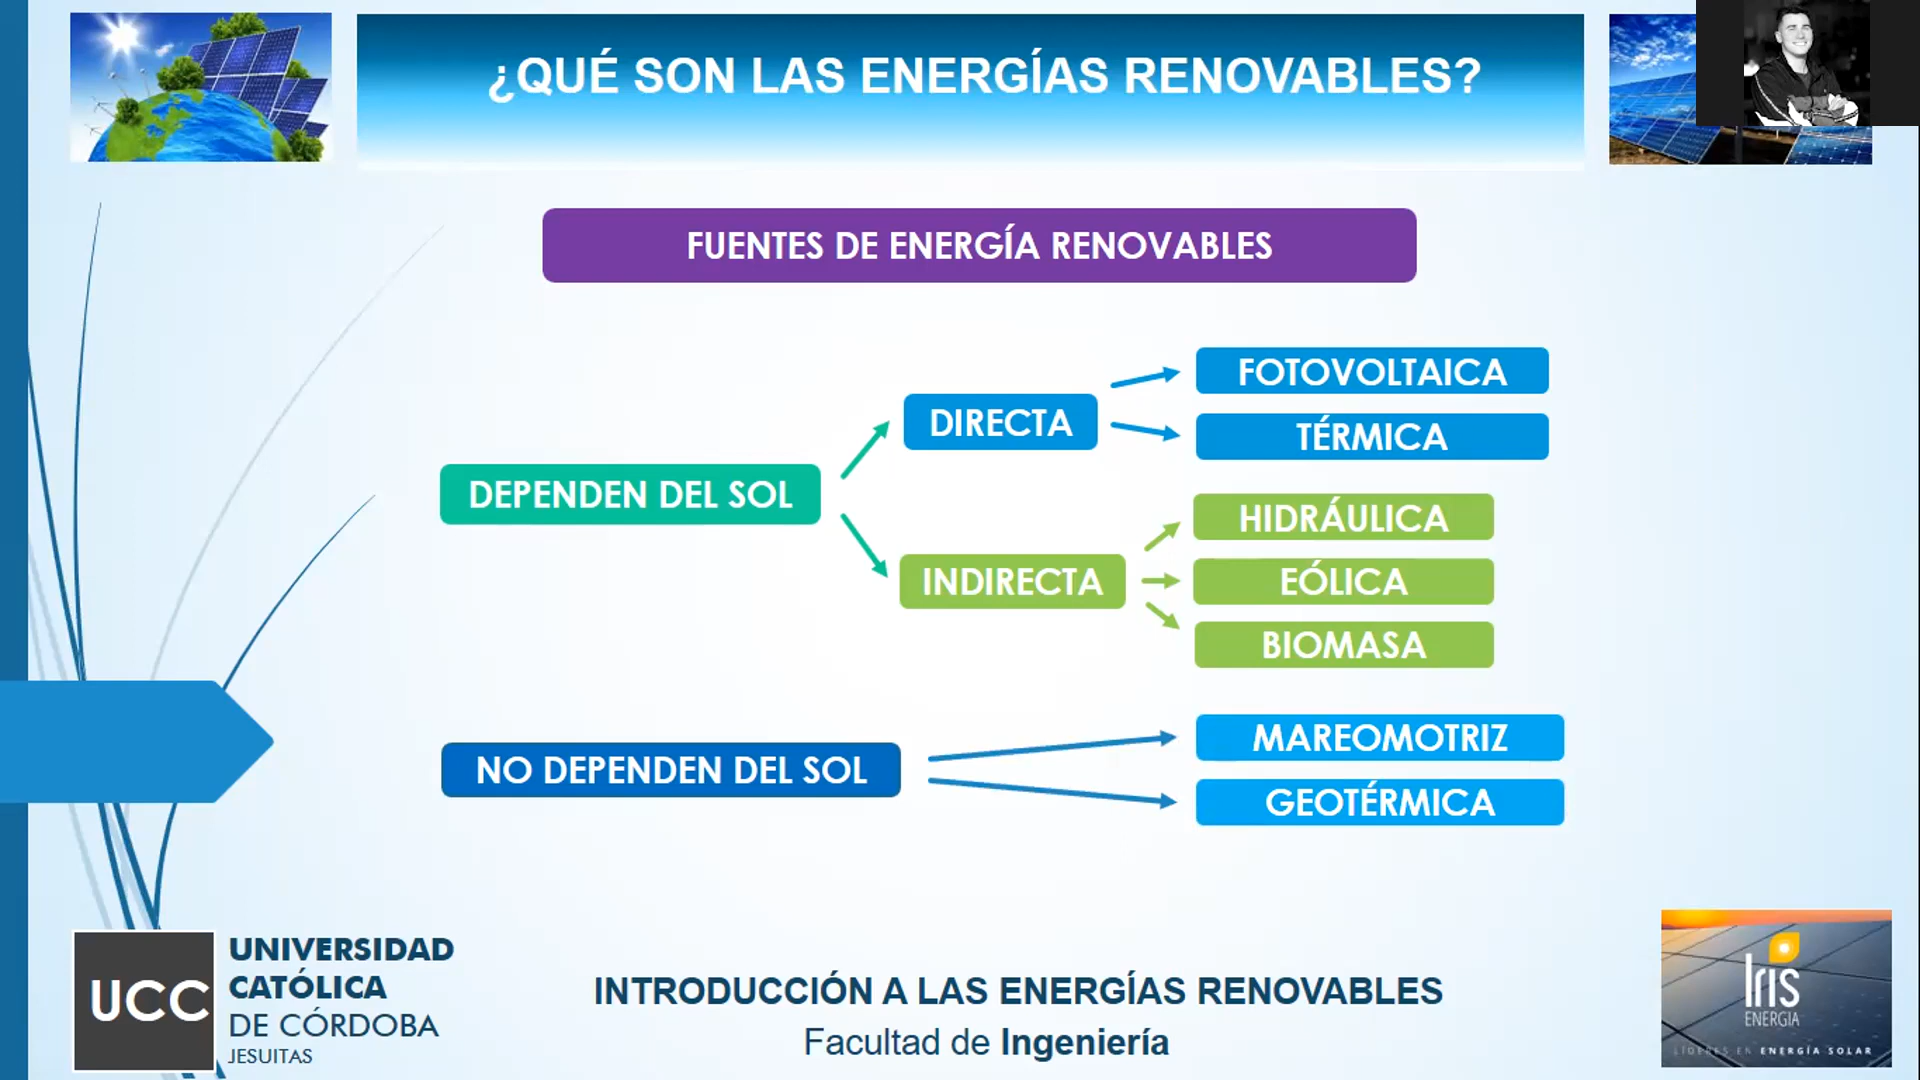 ¿QUÉ SON LAS ENERGÍAS RENOVABLES?
FUENTES DE ENERGÍA RENOVABLES
FOTOVOLTAICA
DIRECTA
TÉRMICA
DEPENDEN DEL SOL
HIDRÁULICA
INDIRECTA
EÓLICA
BIOMASA
MAREOMOTRIZ
NO DEPENDEN DEL SOL
GEOTÉRMICA
UCC
UNIVERSIDAD
CATÓLICA
DE CÓRDOBA
JESUITAS
INTRODUCCIÓN A LAS ENERGÍAS RENOVABLES
Facultad de Ingeniería
Iris
ENERGIA
LÍDERES EN ENERGÍA SOLAR